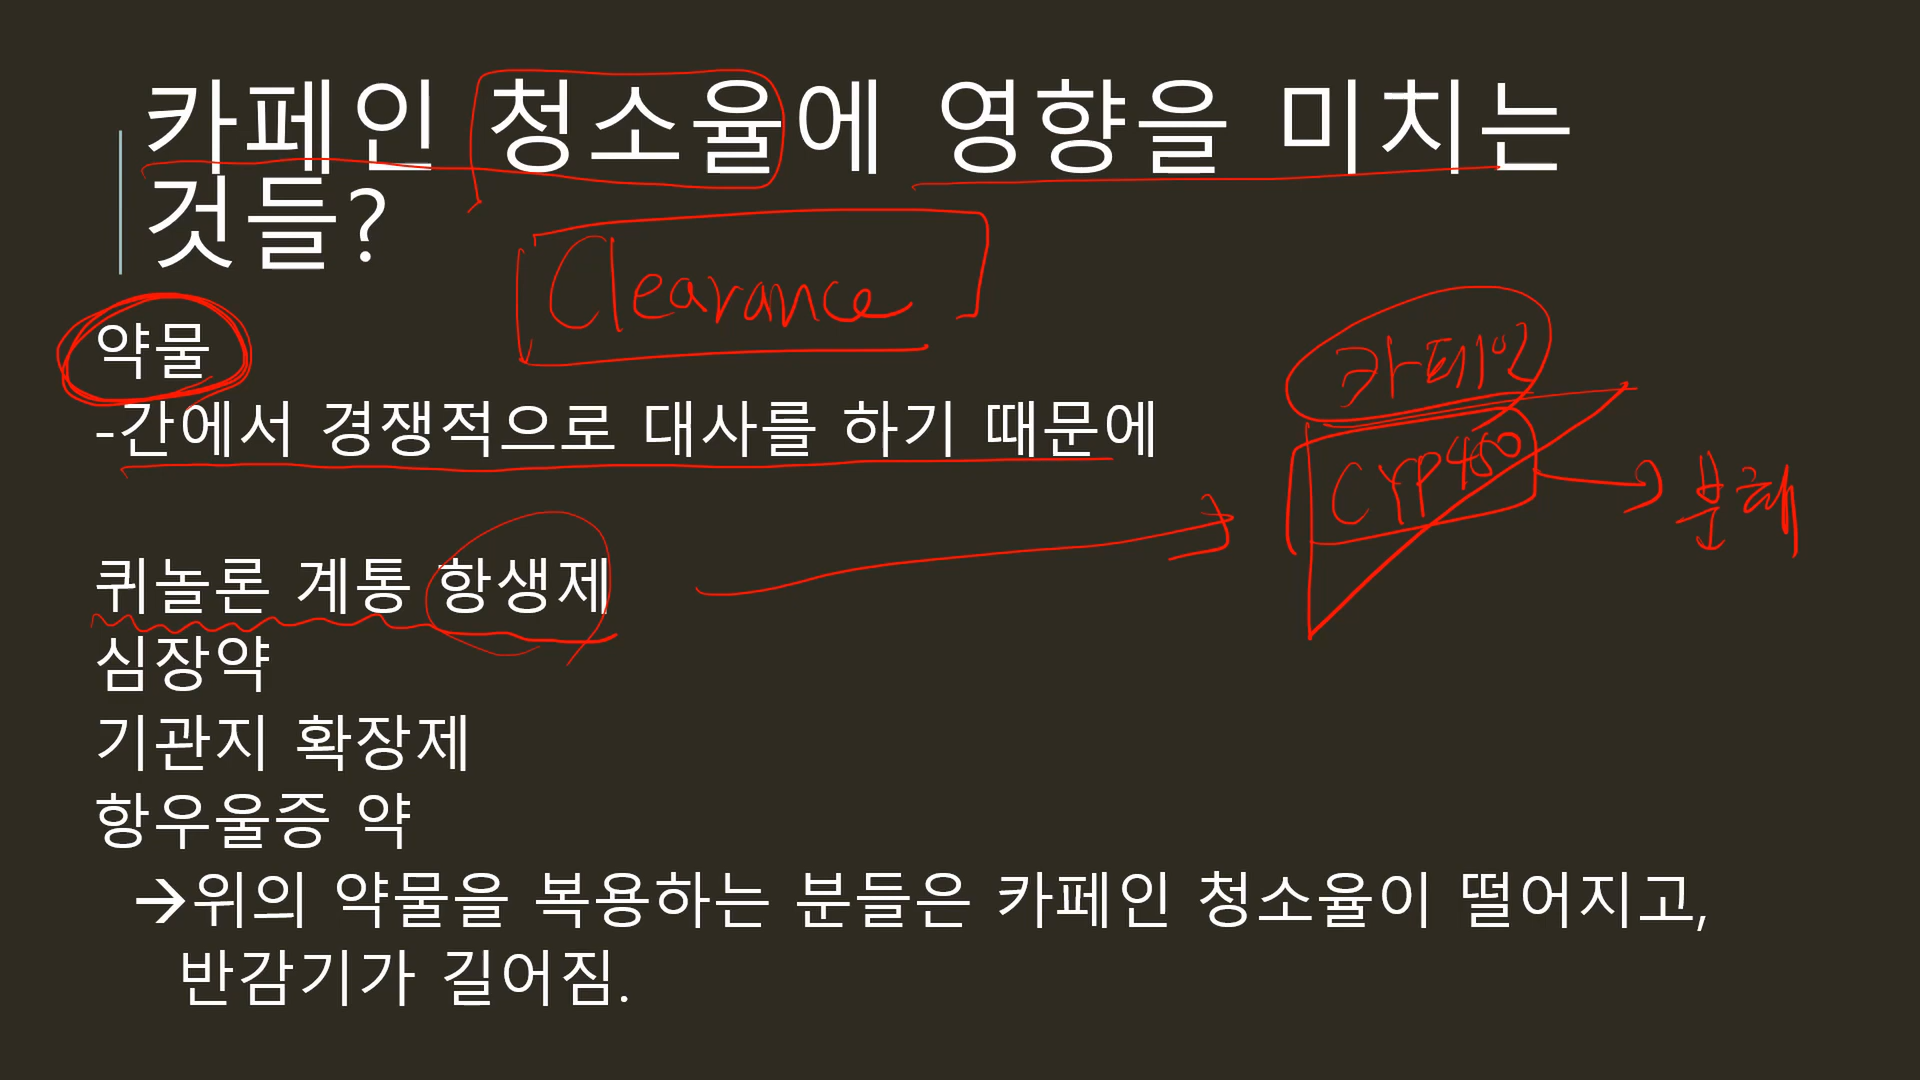 카페인 청소율에 영향을 미치는
것들?
Clearance
약물
-간에서 경쟁적으로 대사를 하기 때문에
카페인
CYP450
분해
퀴놀론 계통 항생제
심장약
기관지 확장제
항우울증 약
→위의 약물을 복용하는 분들은 카페인 청소율이 떨어지고,
반감기가 길어짐.